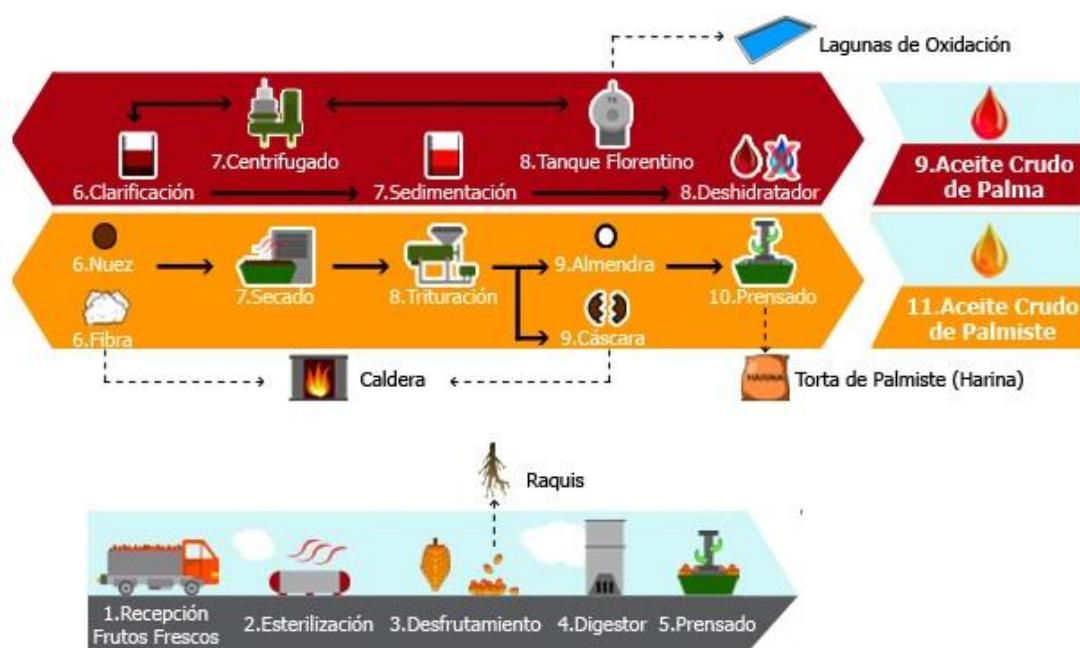 Lagunas de Oxidación
7.Centrifugado
8.Tanque Florentino
6.Clarificación
7.Sedimentación
8.Deshidratador
9.Aceite Crudo
de Palma
6.Nuez
7.Secado
8.Trituración
9.Almendra
10.Prensado
6.Fibra
9.Cáscara
11.Aceite Crudo
de Palmiste
Caldera
HARINA
Torta de Palmiste (Harina)
Raquis
1.Recepción
Frutos Frescos
2.Esterilización
3.Desfrutamiento
4.Digestor
5.Prensado